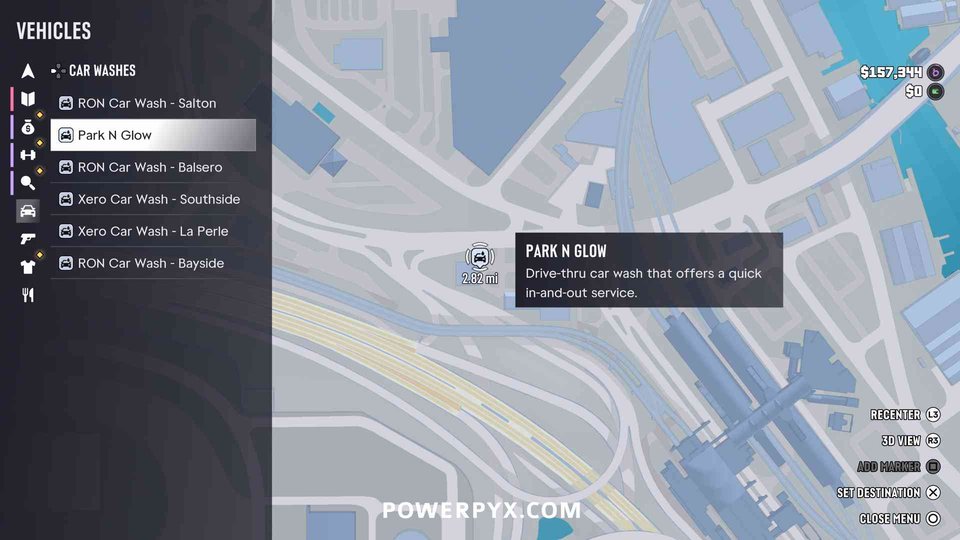 VEHICLES
CAR WASHES
RON Car Wash - Salton
Park N Glow
RON Car Wash - Balsero
Xero Car Wash - Southside
Xero Car Wash - La Perle
RON Car Wash - Bayside
$157,344
$0
2.82 mi
PARK N GLOW
Drive-thru car wash that offers a quick
in-and-out service.
RECENTER L3
3D VIEW R3
ADD MARKER
SET DESTINATION
CLOSE MENU
POWERPYX.COM